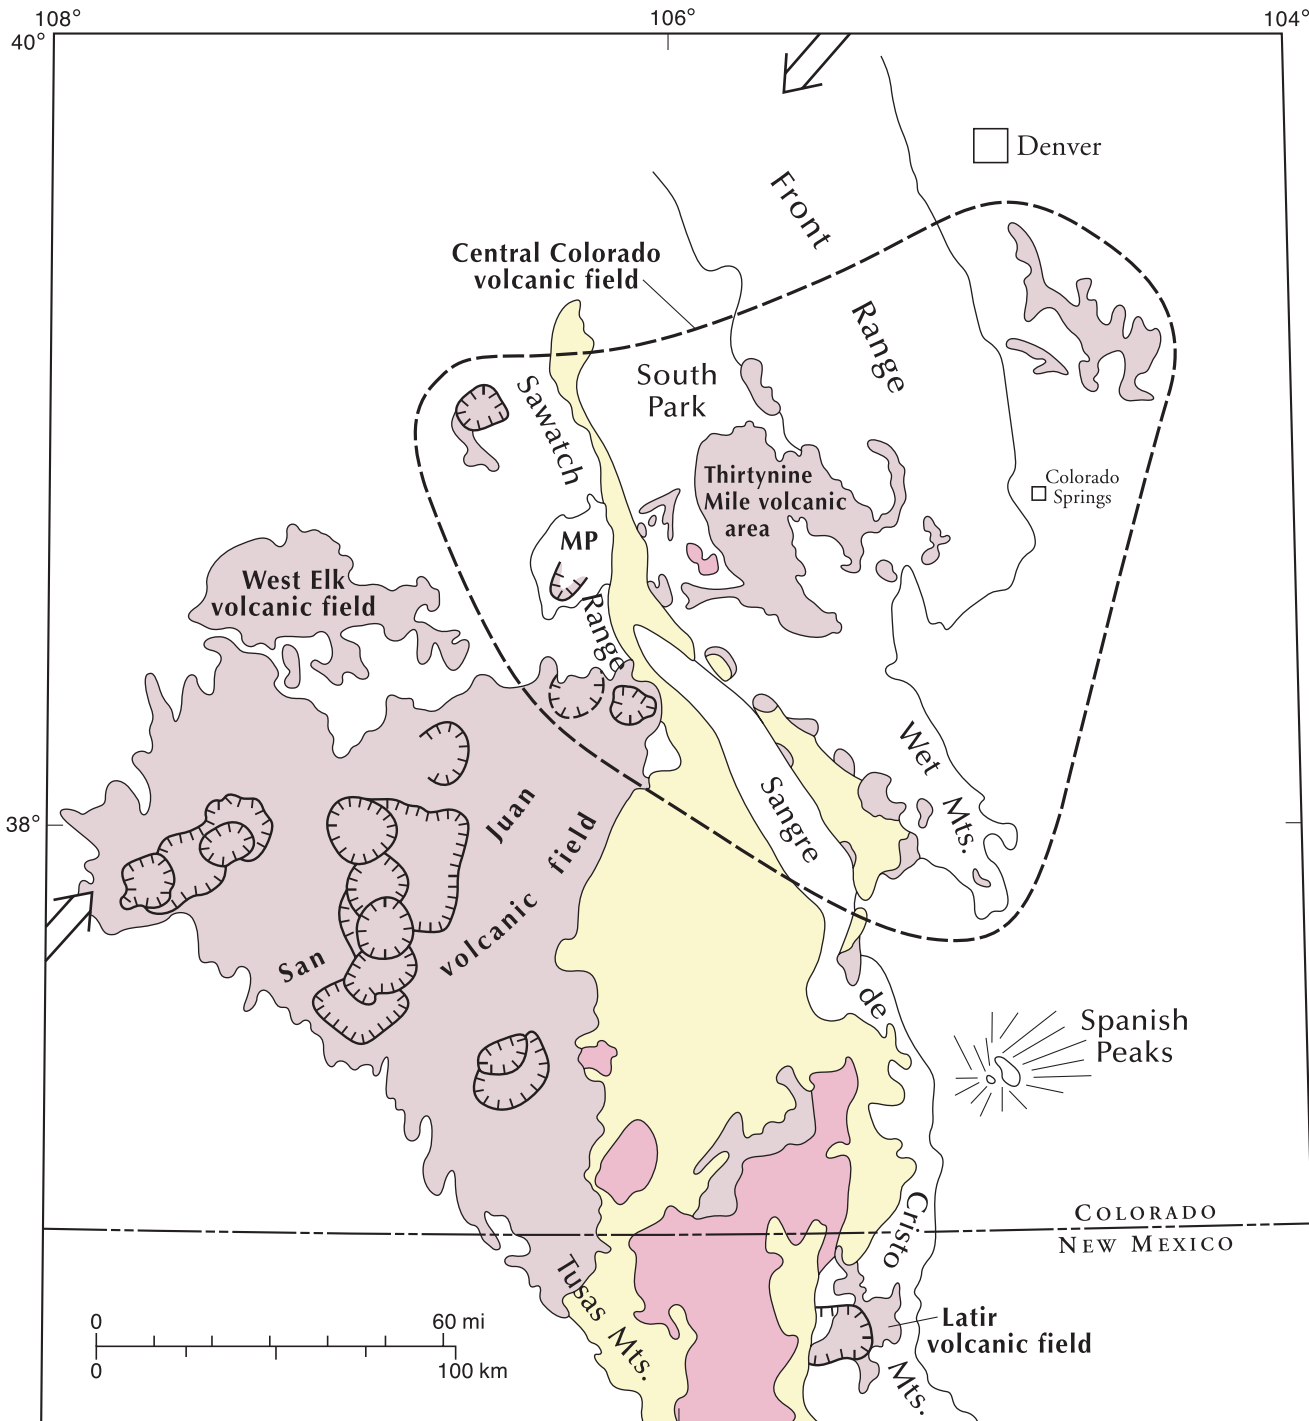 108°
106°
104°
40°
Denver
Front
Range
Central Colorado
volcanic field
South
Park
Sawatch
Range
Thirtynine
Mile volcanic
area
Colorado
Springs
MP
West Elk
volcanic field
Wet
Mts.
38°
San
Juan
volcanic
field
Sangre
de
Cristo
Mts.
Spanish
Peaks
COLORADO
NEW MEXICO
Tusas
Mts.
Latir
volcanic field
0
60 mi
0
100 km